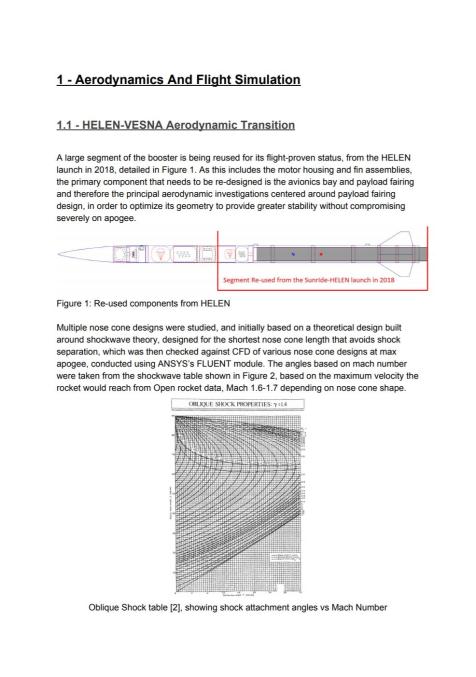 1 - Aerodynamics And Flight Simulation
1.1 - HELEN-VESNA Aerodynamic Transition
A large segment of the booster is being reused for its flight-proven status, from the HELEN
launch in 2018, detailed in Figure 1. As this includes the motor housing and fin assemblies,
the primary component that needs to be re-designed is the avionics bay and payload fairing
and therefore the principal aerodynamic investigations centered around payload fairing
design, in order to optimize its geometry to provide greater stability without compromising
severely on apogee.
Segment Re-used from the Sunride-HELEN launch in 2018
Figure 1: Re-used components from HELEN
Multiple nose cone designs were studied, and initially based on a theoretical design built
around shockwave theory, designed for the shortest nose cone length that avoids shock
separation, which was then checked against CFD of various nose cone designs at max
apogee, conducted using ANSYS's FLUENT module. The angles based on mach number
were taken from the shockwave table shown in Figure 2, based on the maximum velocity the
rocket would reach from Open rocket data, Mach 1.6-1.7 depending on nose cone shape.
OBLIQUE SHOCK PROPERTIES: γ=1.4
Oblique Shock table [2], showing shock attachment angles vs Mach Number